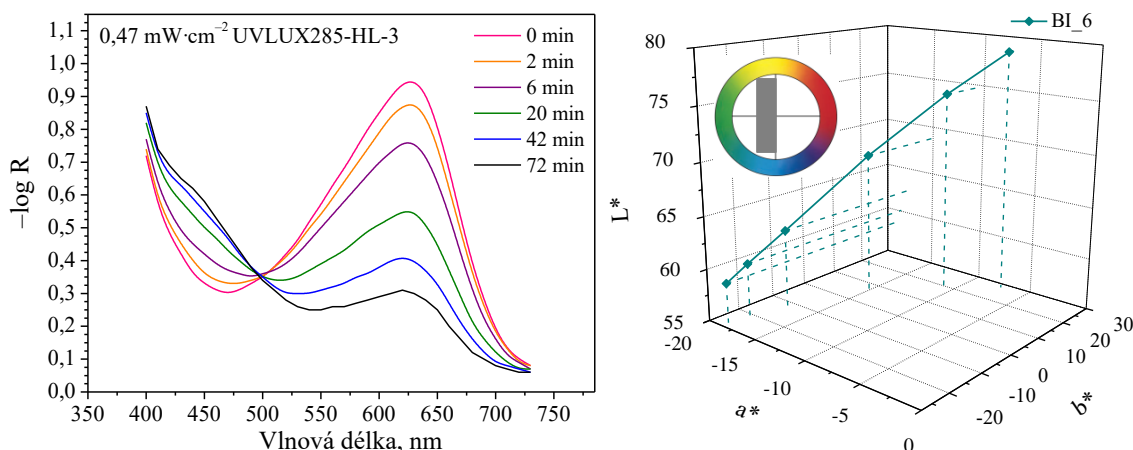 0,47 mW·cm⁻² UVLUX285-HL-3
0 min
2 min
6 min
20 min
42 min
72 min
1,1
1,0
0,9
0,8
0,7
0,6
0,5
0,4
0,3
0,2
0,1
0,0
–log R
350 400 450 500 550 600 650 700 750
Vlnová délka, nm
BI_6
80
75
70
65
60
55
L*
-20
-15
-10
-5
0
a*
-20
-10
0
10
20
30
b*